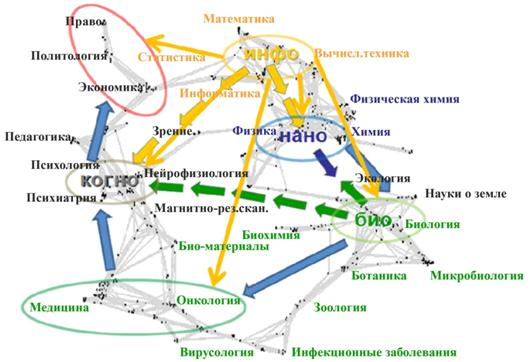 Право
Математика
Политология
Статистика
инфо
Вычисл.техника
Экономика
Информатика
Физическая химия
Педагогика
Зрение.
Физика
нано
Химия
Психология
когно
Нейрофизиология
Экология
Психиатрия
Магнитно-рез.скан.
Науки о земле
био
Биология
Био-материалы
Биохимия
Ботаника
Микробиология
Медицина
Онкология
Зоология
Вирусология
Инфекционные заболевания